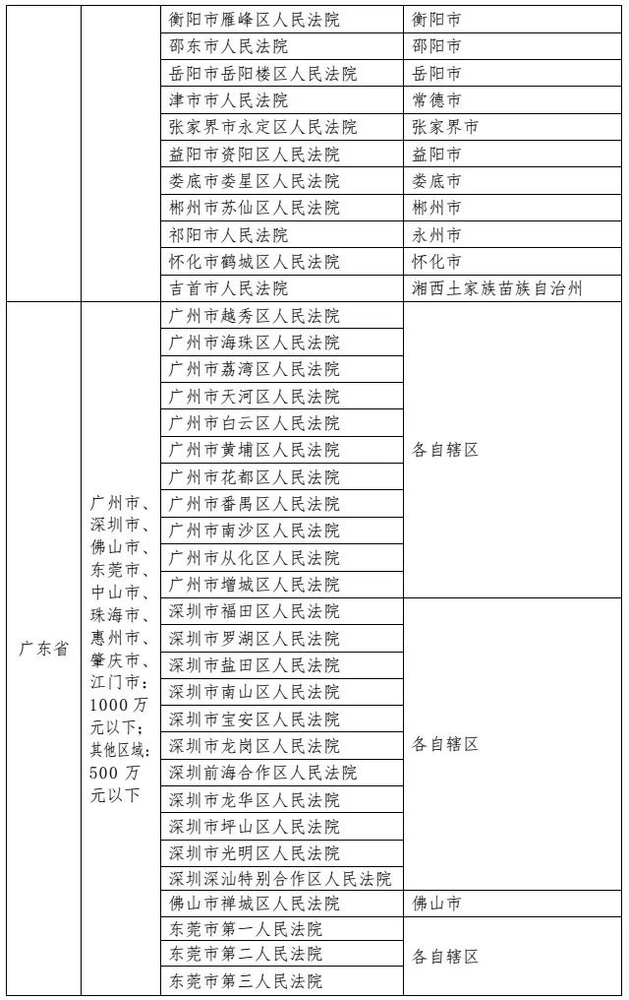 衡阳市雁峰区人民法院 衡阳市
邵东市人民法院 邵阳市
岳阳市岳阳楼区人民法院 岳阳市
津市市人民法院 常德市
张家界市永定区人民法院 张家界市
益阳市资阳区人民法院 益阳市
娄底市娄星区人民法院 娄底市
郴州市苏仙区人民法院 郴州市
祁阳市人民法院 永州市
怀化市鹤城区人民法院 怀化市
吉首市人民法院 湘西土家族苗族自治州
广东省
广州市、
深圳市、
佛山市、
东莞市、
中山市、
珠海市、
惠州市、
肇庆市、
江门市：
1000万
元以下；
其他区域：
500万
元以下
广州市越秀区人民法院
广州市海珠区人民法院
广州市荔湾区人民法院
广州市天河区人民法院
广州市白云区人民法院
广州市黄埔区人民法院
广州市花都区人民法院
广州市番禺区人民法院
广州市南沙区人民法院
广州市从化区人民法院
广州市增城区人民法院
各自辖区
深圳市福田区人民法院
深圳市罗湖区人民法院
深圳市盐田区人民法院
深圳市南山区人民法院
深圳市宝安区人民法院
深圳市龙岗区人民法院
深圳前海合作区人民法院
深圳市龙华区人民法院
深圳市坪山区人民法院
深圳市光明区人民法院
深圳深汕特别合作区人民法院
各自辖区
佛山市禅城区人民法院 佛山市
东莞市第一人民法院
东莞市第二人民法院
东莞市第三人民法院
各自辖区